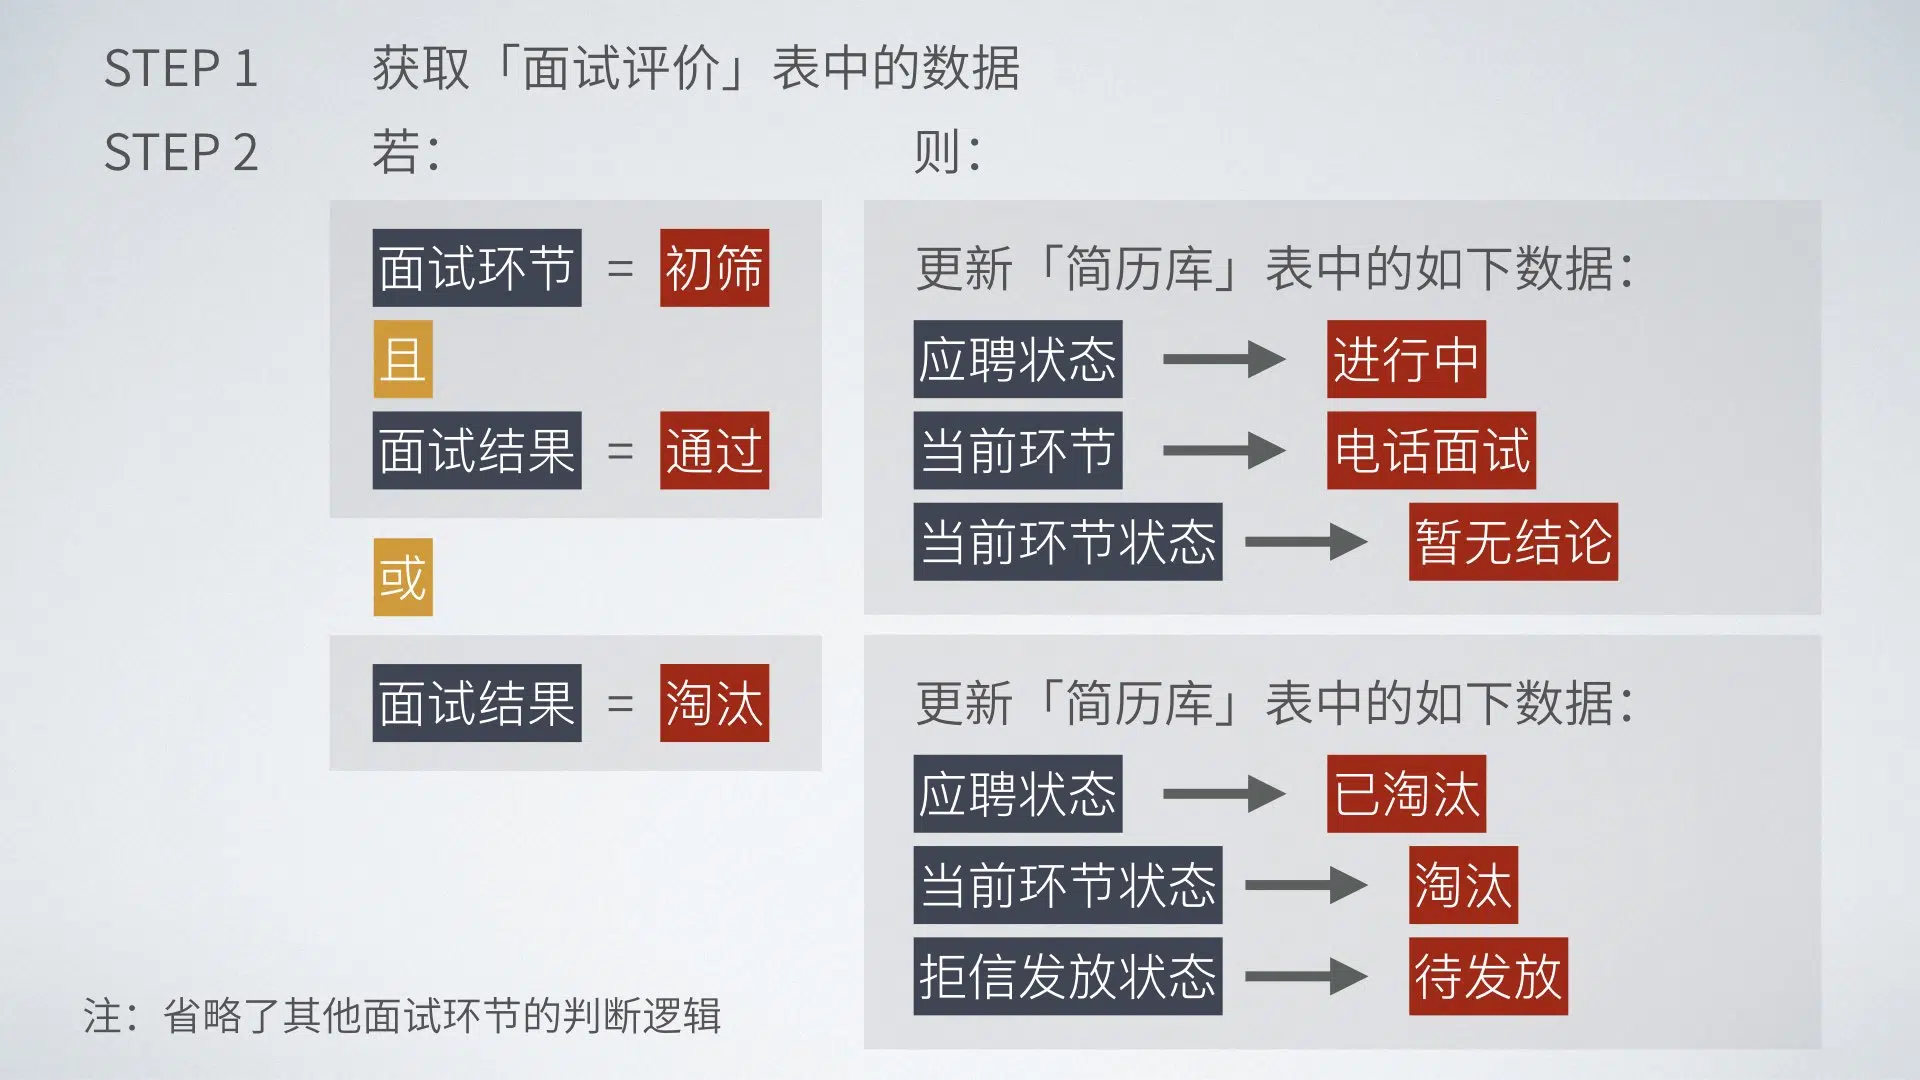 STEP 1 获取「面试评价」表中的数据
STEP 2 若： 则：
面试环节 = 初筛
且
面试结果 = 通过
更新「简历库」表中的如下数据：
应聘状态 进行中
当前环节 电话面试
当前环节状态 暂无结论
或
面试结果 = 淘汰
更新「简历库」表中的如下数据：
应聘状态 已淘汰
当前环节状态 淘汰
拒信发放状态 待发放
注：省略了其他面试环节的判断逻辑